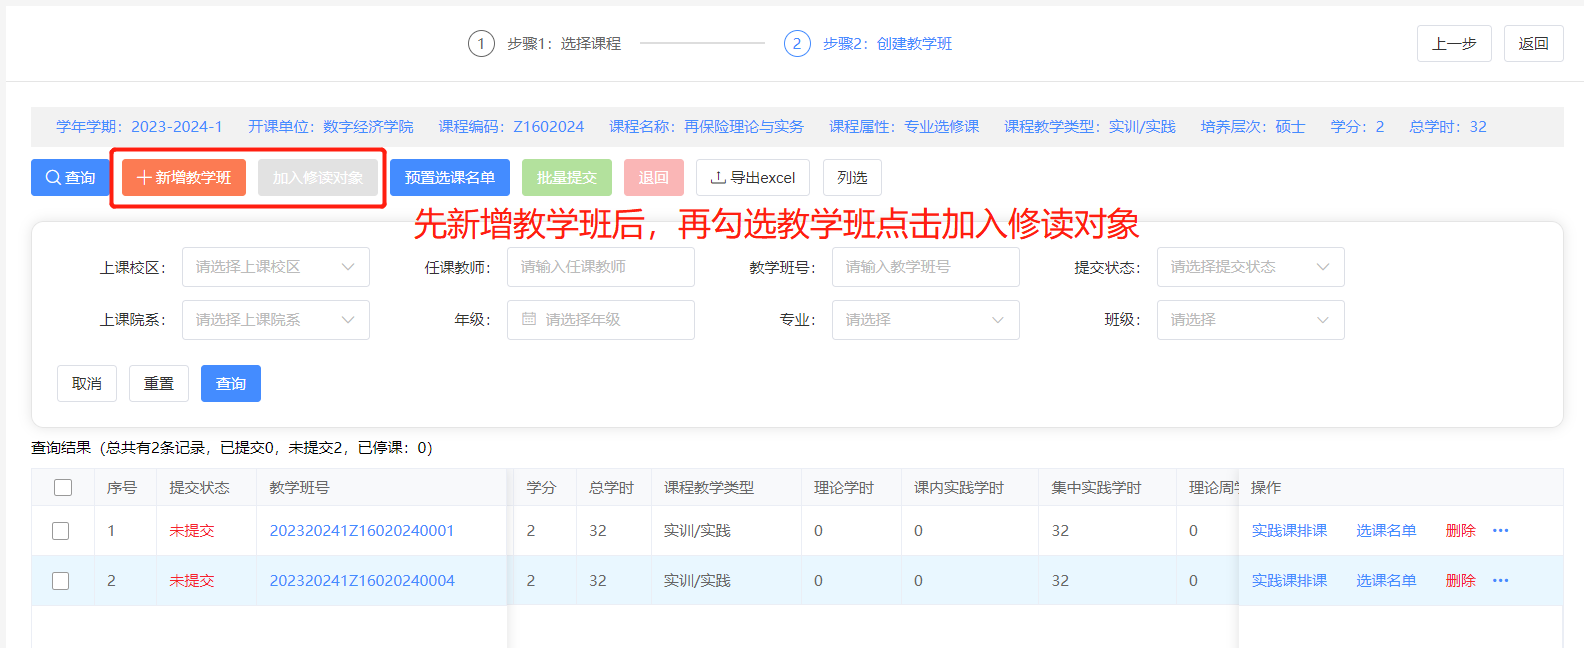 1 步骤1：选择课程 2 步骤2：创建教学班 上一步 返回
学年学期：2023-2024-1 开课单位：数字经济学院 课程编码：Z1602024 课程名称：再保险理论与实务 课程属性：专业选修课 课程教学类型：实训/实践 培养层次：硕士 学分：2 总学时：32
查询 新增教学班 加入修读对象 预置选课名单 批量提交 退回 导出excel 列选
先新增教学班后，再勾选教学班点击加入修读对象
上课校区： 请选择上课校区 任课教师： 请输入任课教师 教学班号： 请输入教学班号 提交状态： 请选择提交状态
上课院系： 请选择上课院系 年级： 请选择年级 专业： 请选择 班级： 请选择
取消 重置 查询
查询结果（总共有2条记录，已提交0，未提交2，已停课：0）
序号 提交状态 教学班号 学分 总学时 课程教学类型 理论学时 课内实践学时 集中实践学时 理论周学 操作
1 未提交 202320241Z16020240001 2 32 实训/实践 0 0 32 0 实践课排课 选课名单 删除 ···
2 未提交 202320241Z16020240004 2 32 实训/实践 0 0 32 0 实践课排课 选课名单 删除 ···